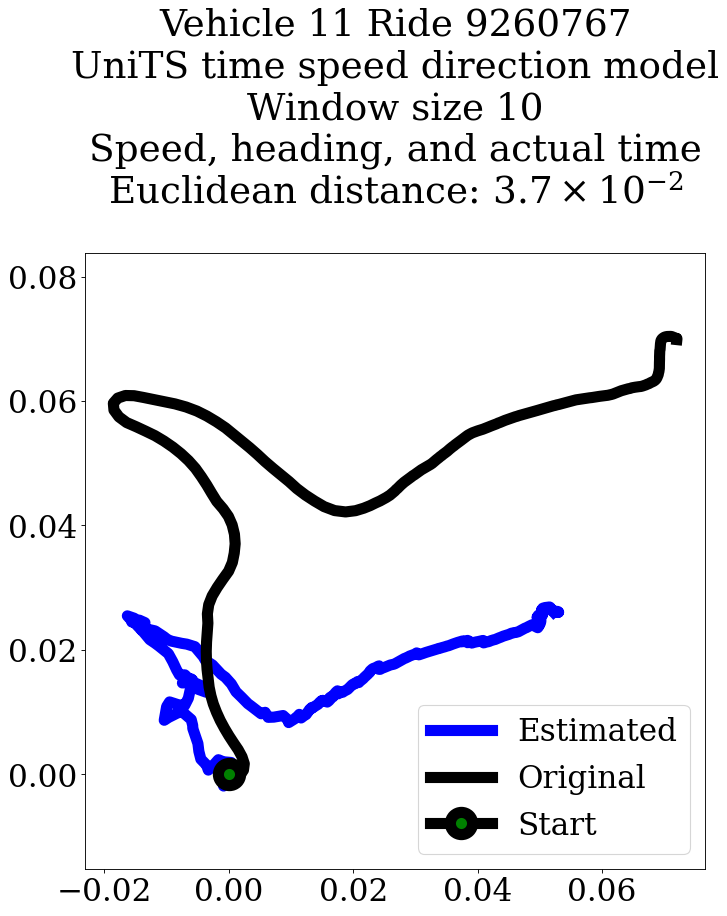 Vehicle 11 Ride 9260767
UniTS time speed direction model
Window size 10
Speed, heading, and actual time
Euclidean distance: 3.7 × 10⁻²
0.08
0.06
0.04
0.02
0.00
−0.02 0.00 0.02 0.04 0.06
Estimated
Original
Start